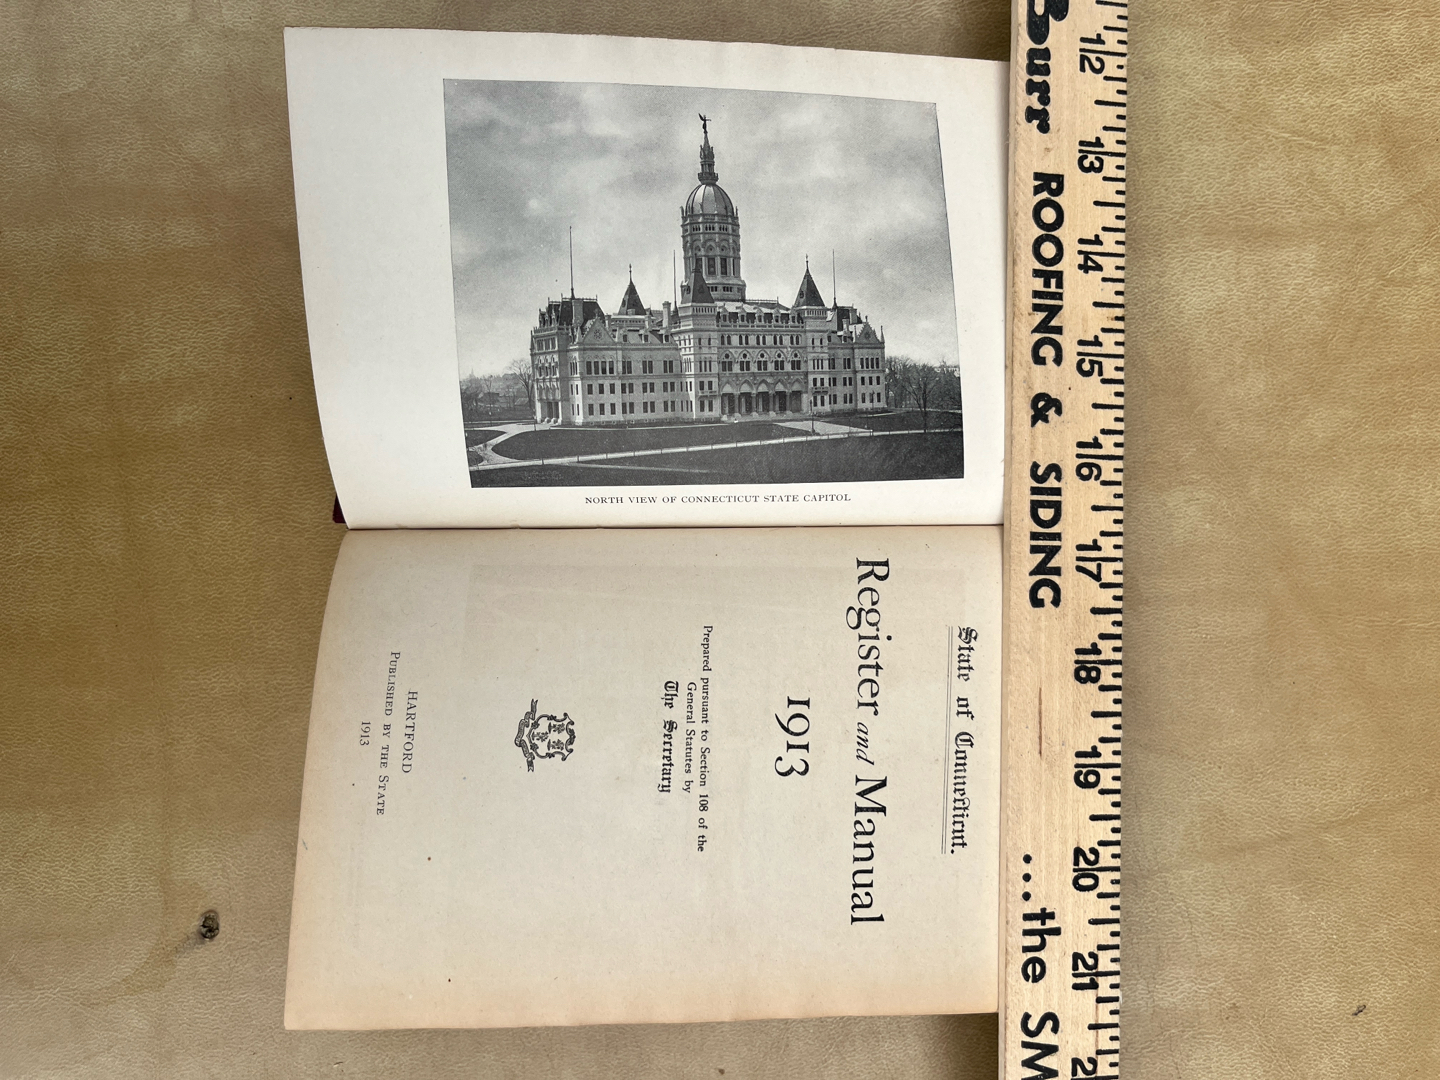 NORTH VIEW OF CONNECTICUT STATE CAPITOL
State of Connecticut.
Register and Manual
1913
Prepared pursuant to Section 108 of the
General Statutes by
The Secretary
HARTFORD
PUBLISHED BY THE STATE
1913
Burr ROOFING & SIDING ...the SM
12 13 14 15 16 17 18 19 20 21 2